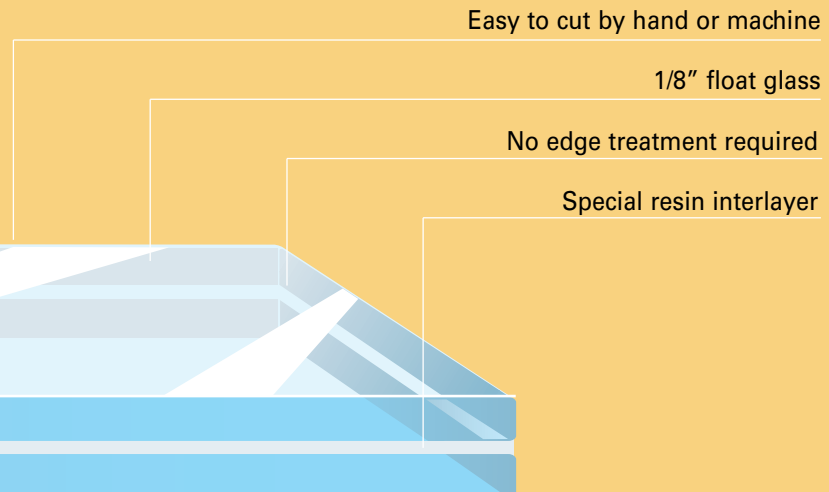 Easy to cut by hand or machine
1/8” float glass
No edge treatment required
Special resin interlayer